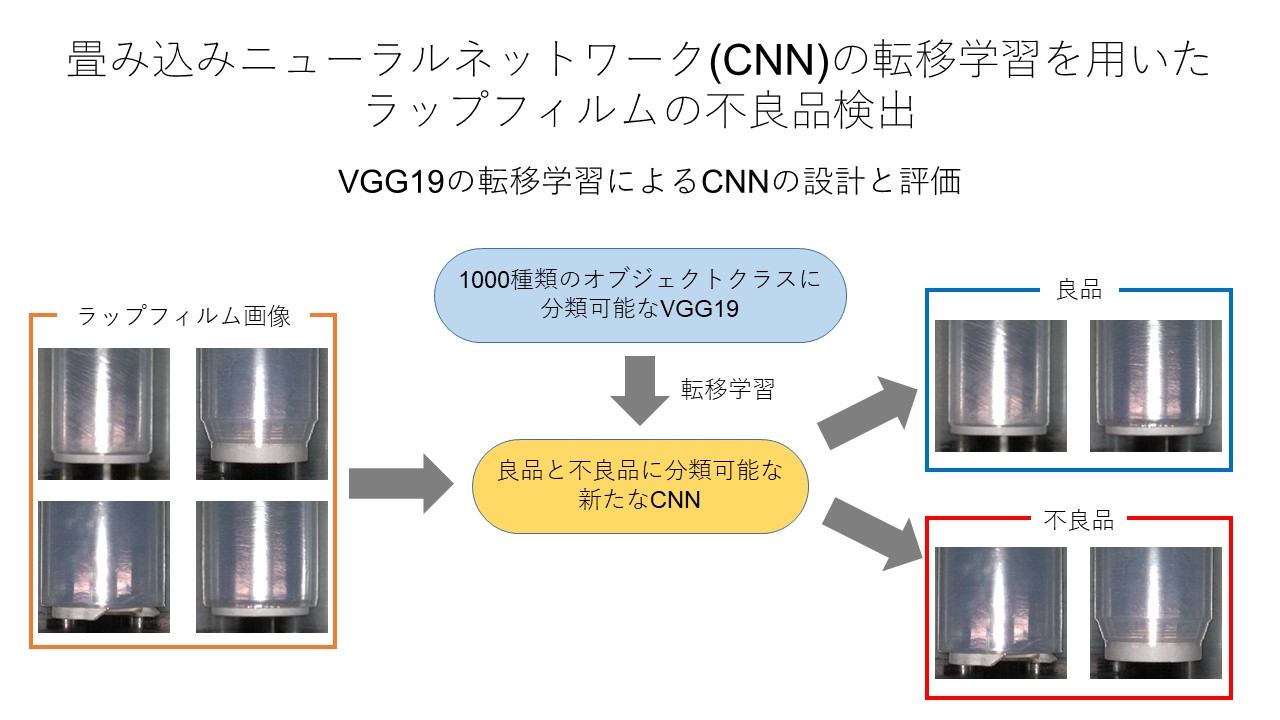 畳み込みニューラルネットワーク(CNN)の転移学習を用いた
ラップフィルムの不良品検出
VGG19の転移学習によるCNNの設計と評価
1000種類のオブジェクトクラスに
分類可能なVGG19
ラップフィルム画像
転移学習
良品と不良品に分類可能な
新たなCNN
良品
不良品